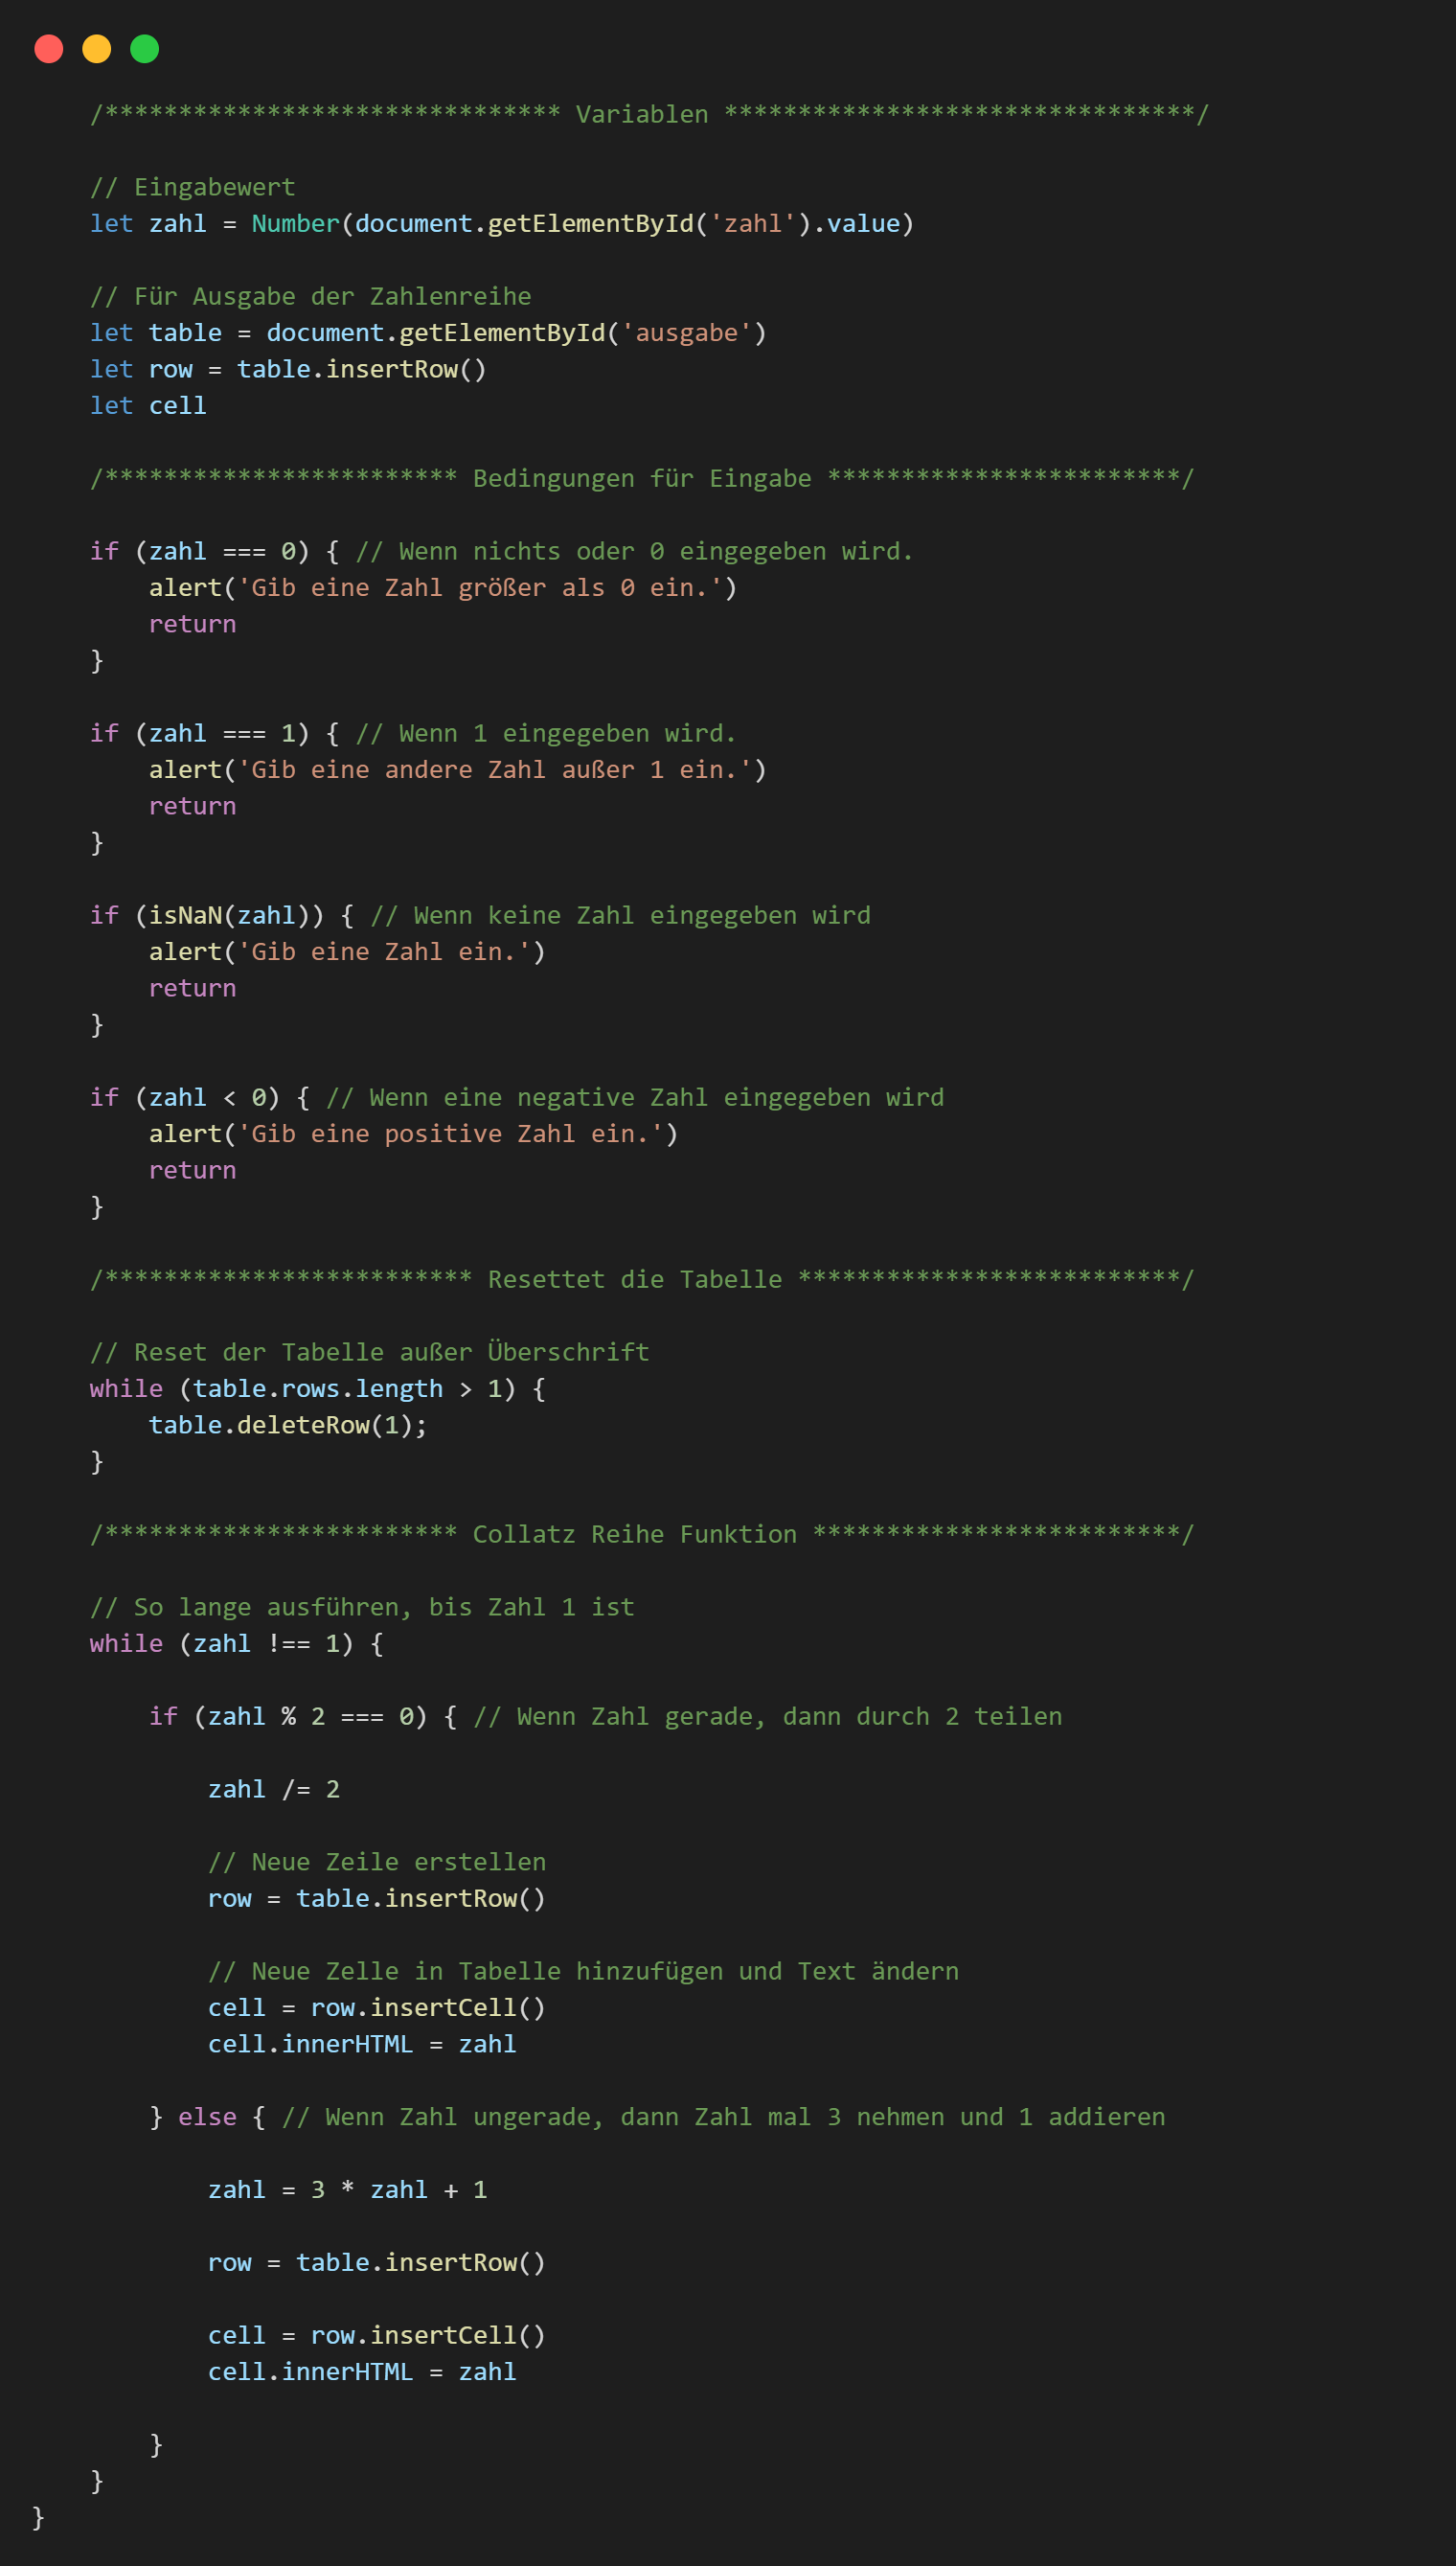 /******************************* Variablen ********************************/
// Eingabewert
let zahl = Number(document.getElementById('zahl').value)
// Für Ausgabe der Zahlenreihe
let table = document.getElementById('ausgabe')
let row = table.insertRow()
let cell
/************************ Bedingungen für Eingabe ************************/
if (zahl === 0) { // Wenn nichts oder 0 eingegeben wird.
alert('Gib eine Zahl größer als 0 ein.')
return
}
if (zahl === 1) { // Wenn 1 eingegeben wird.
alert('Gib eine andere Zahl außer 1 ein.')
return
}
if (isNaN(zahl)) { // Wenn keine Zahl eingegeben wird
alert('Gib eine Zahl ein.')
return
}
if (zahl < 0) { // Wenn eine negative Zahl eingegeben wird
alert('Gib eine positive Zahl ein.')
return
}
/************************* Resettet die Tabelle **************************/
// Reset der Tabelle außer Überschrift
while (table.rows.length > 1) {
table.deleteRow(1);
}
/************************ Collatz Reihe Funktion *************************/
// So lange ausführen, bis Zahl 1 ist
while (zahl !== 1) {
if (zahl % 2 === 0) { // Wenn Zahl gerade, dann durch 2 teilen
zahl /= 2
// Neue Zeile erstellen
row = table.insertRow()
// Neue Zelle in Tabelle hinzufügen und Text ändern
cell = row.insertCell()
cell.innerHTML = zahl
} else { // Wenn Zahl ungerade, dann Zahl mal 3 nehmen und 1 addieren
zahl = 3 * zahl + 1
row = table.insertRow()
cell = row.insertCell()
cell.innerHTML = zahl
}
}
}